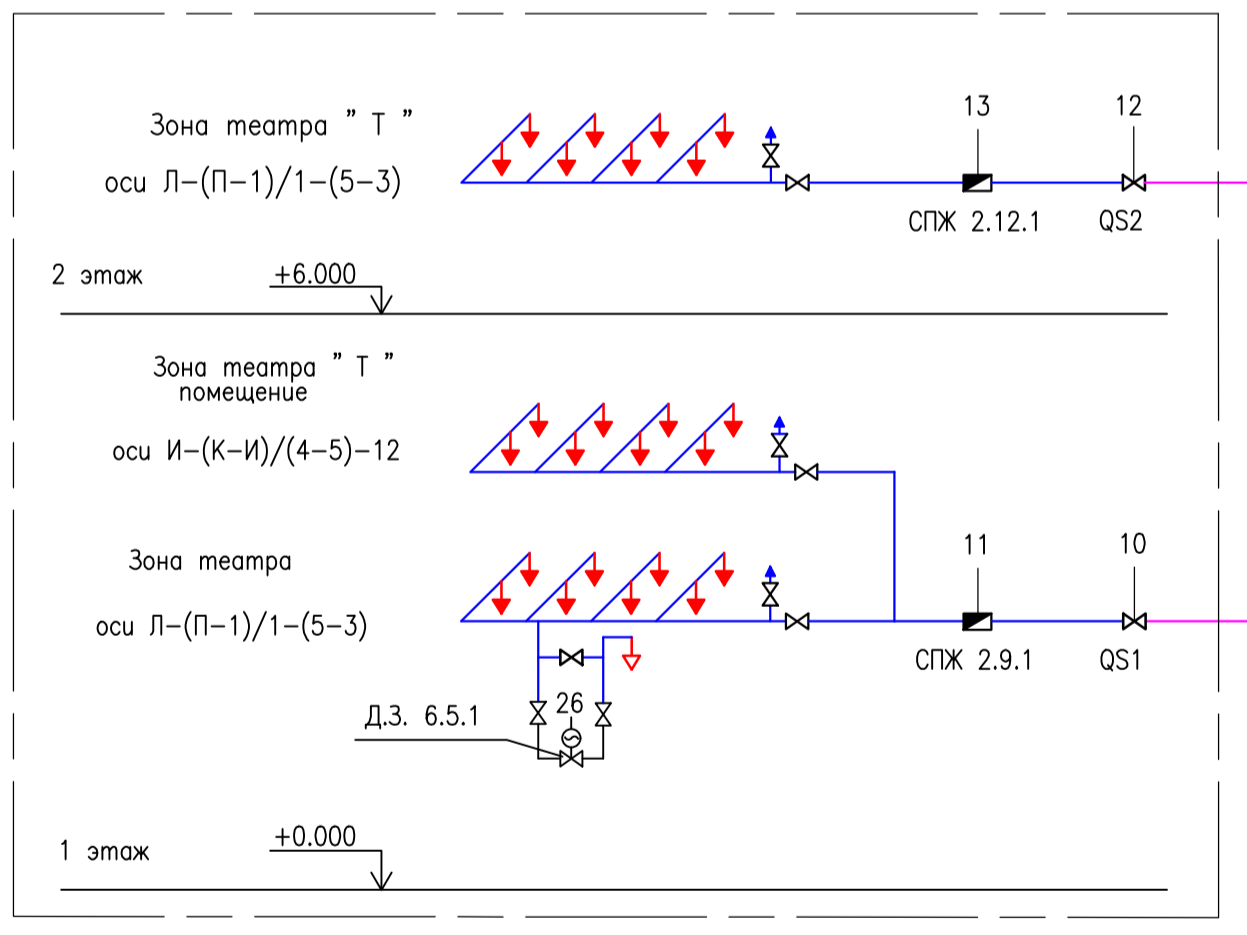 Зона театра " Т "
оси Л-(П-1)/1-(5-3)
13
12
СПЖ 2.12.1
QS2
2 этаж
+6.000
Зона театра " Т "
помещение
оси И-(К-И)/(4-5)-12
Зона театра
оси Л-(П-1)/1-(5-3)
11
10
СПЖ 2.9.1
QS1
26
Д.З. 6.5.1
1 этаж
+0.000